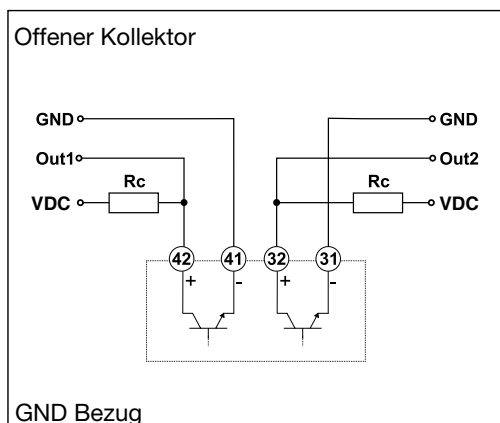 Offener Kollektor
GND GND
Out1 Out2
Rc Rc
VDC VDC
42 41 32 31
+ - + -
GND Bezug